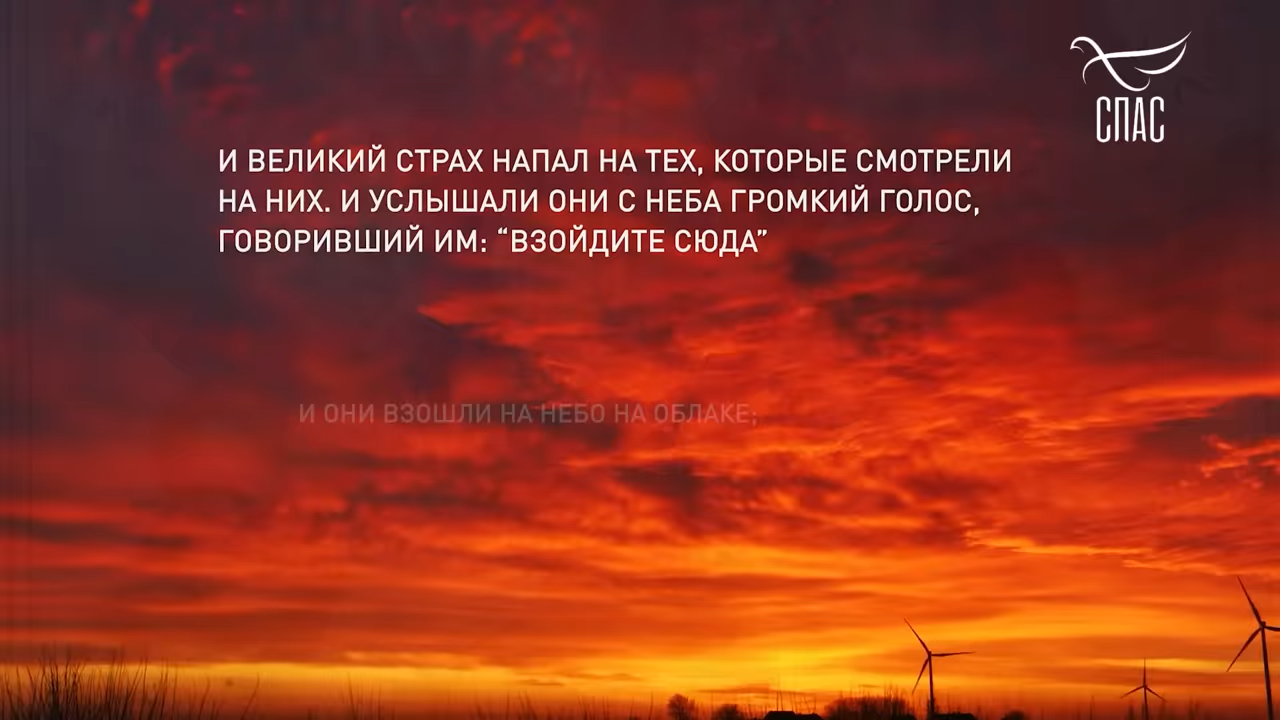 СПАС
И ВЕЛИКИЙ СТРАХ НАПАЛ НА ТЕХ, КОТОРЫЕ СМОТРЕЛИ
НА НИХ. И УСЛЫШАЛИ ОНИ С НЕБА ГРОМКИЙ ГОЛОС,
ГОВОРИВШИЙ ИМ: “ВЗОЙДИТЕ СЮДА”
И ОНИ ВЗОШЛИ НА НЕБО НА ОБЛАКЕ;